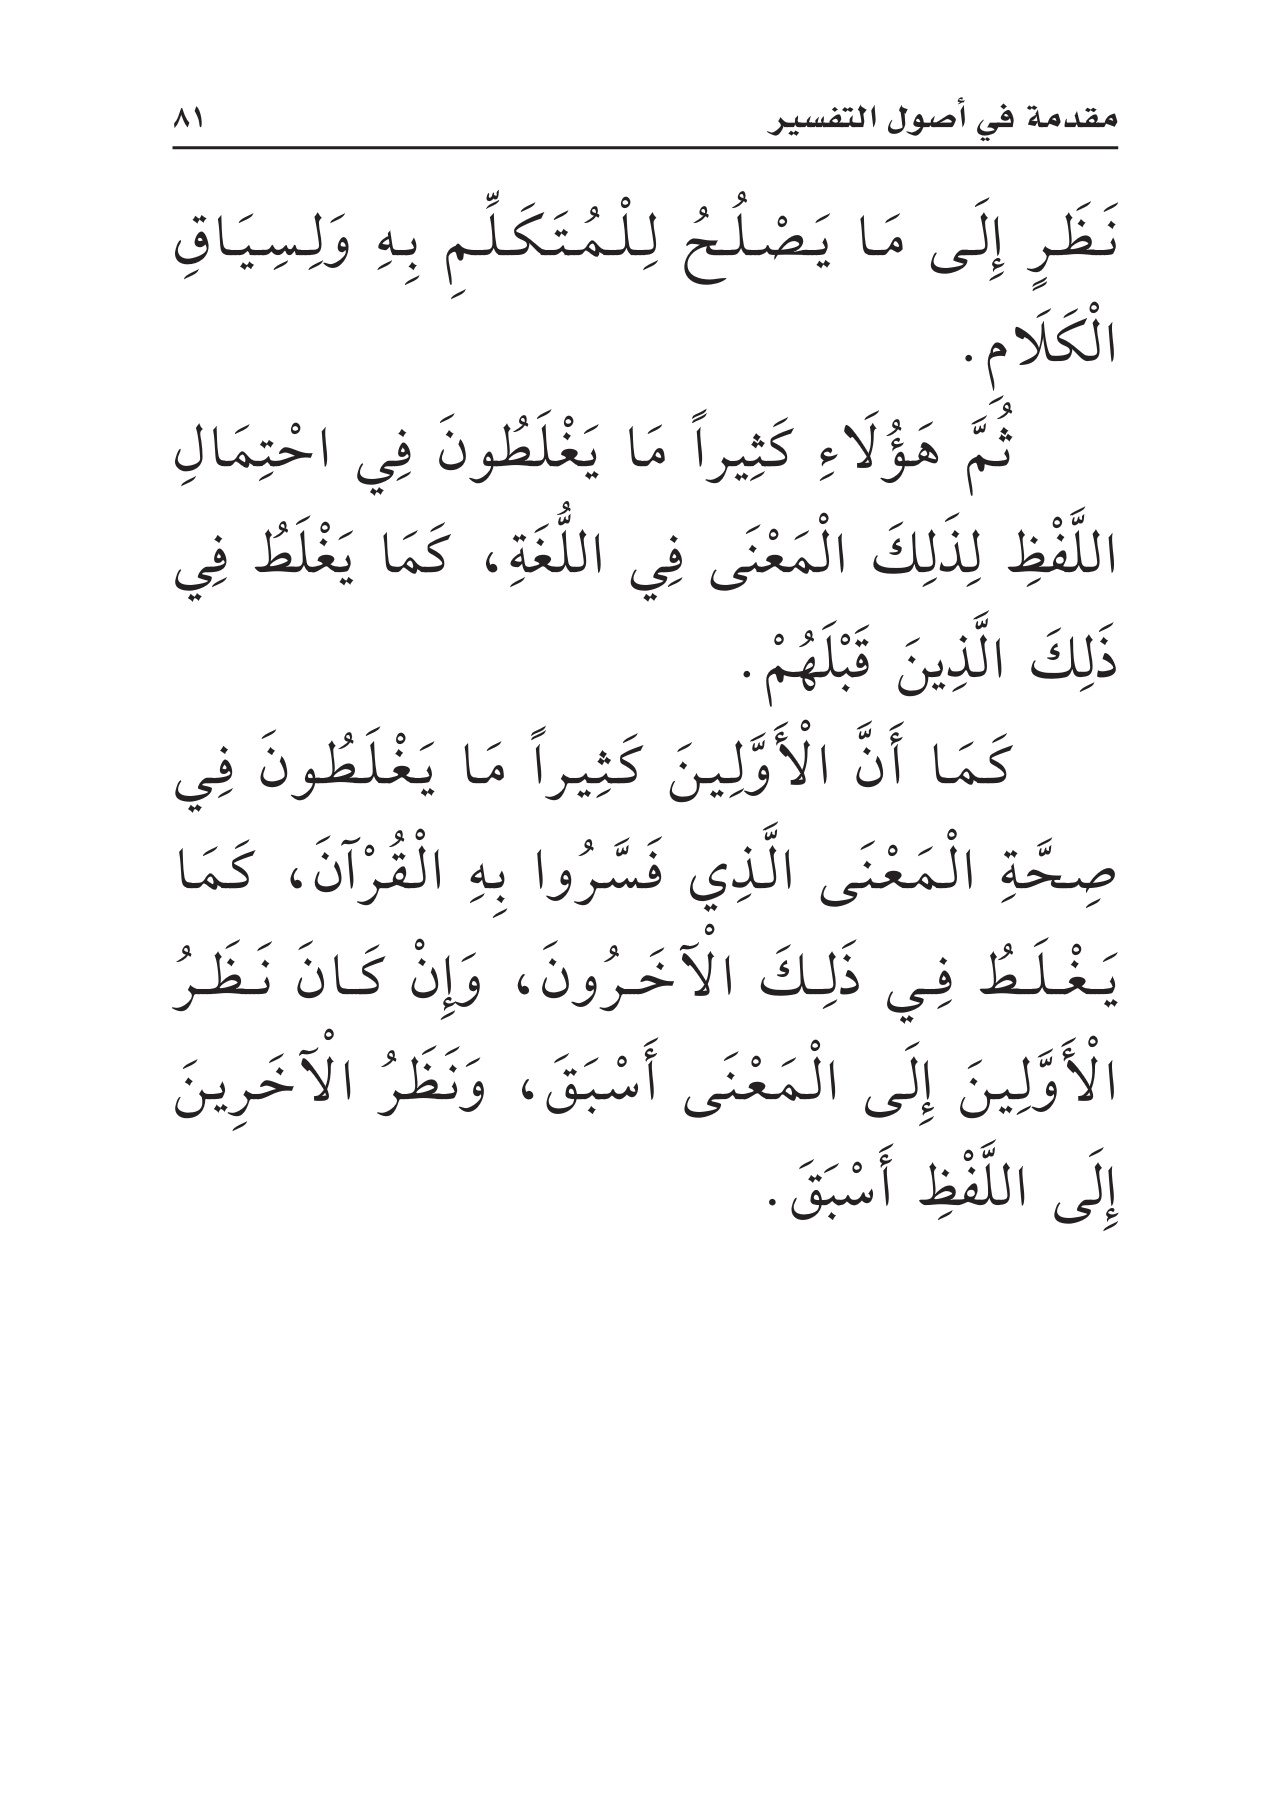 مقدمة في أصول التفسير ٨١
نَظَرٍ إِلَى مَا يَصْلُحُ لِلْمُتَكَلِّمِ بِهِ وَلِسِيَاقِ
الْكَلَامِ.
ثُمَّ هَؤُلَاءِ كَثِيراً مَا يَغْلَطُونَ فِي احْتِمَالِ
اللَّفْظِ لِذَلِكَ الْمَعْنَى فِي اللُّغَةِ، كَمَا يَغْلَطُ فِي
ذَلِكَ الَّذِينَ قَبْلَهُمْ.
كَمَا أَنَّ الْأَوَّلِينَ كَثِيراً مَا يَغْلَطُونَ فِي
صِحَّةِ الْمَعْنَى الَّذِي فَسَّرُوا بِهِ الْقُرْآنَ، كَمَا
يَغْلَطُ فِي ذَلِكَ الْآخَرُونَ، وَإِنْ كَانَ نَظَرُ
الْأَوَّلِينَ إِلَى الْمَعْنَى أَسْبَقَ، وَنَظَرُ الْآخَرِينَ
إِلَى اللَّفْظِ أَسْبَقَ.